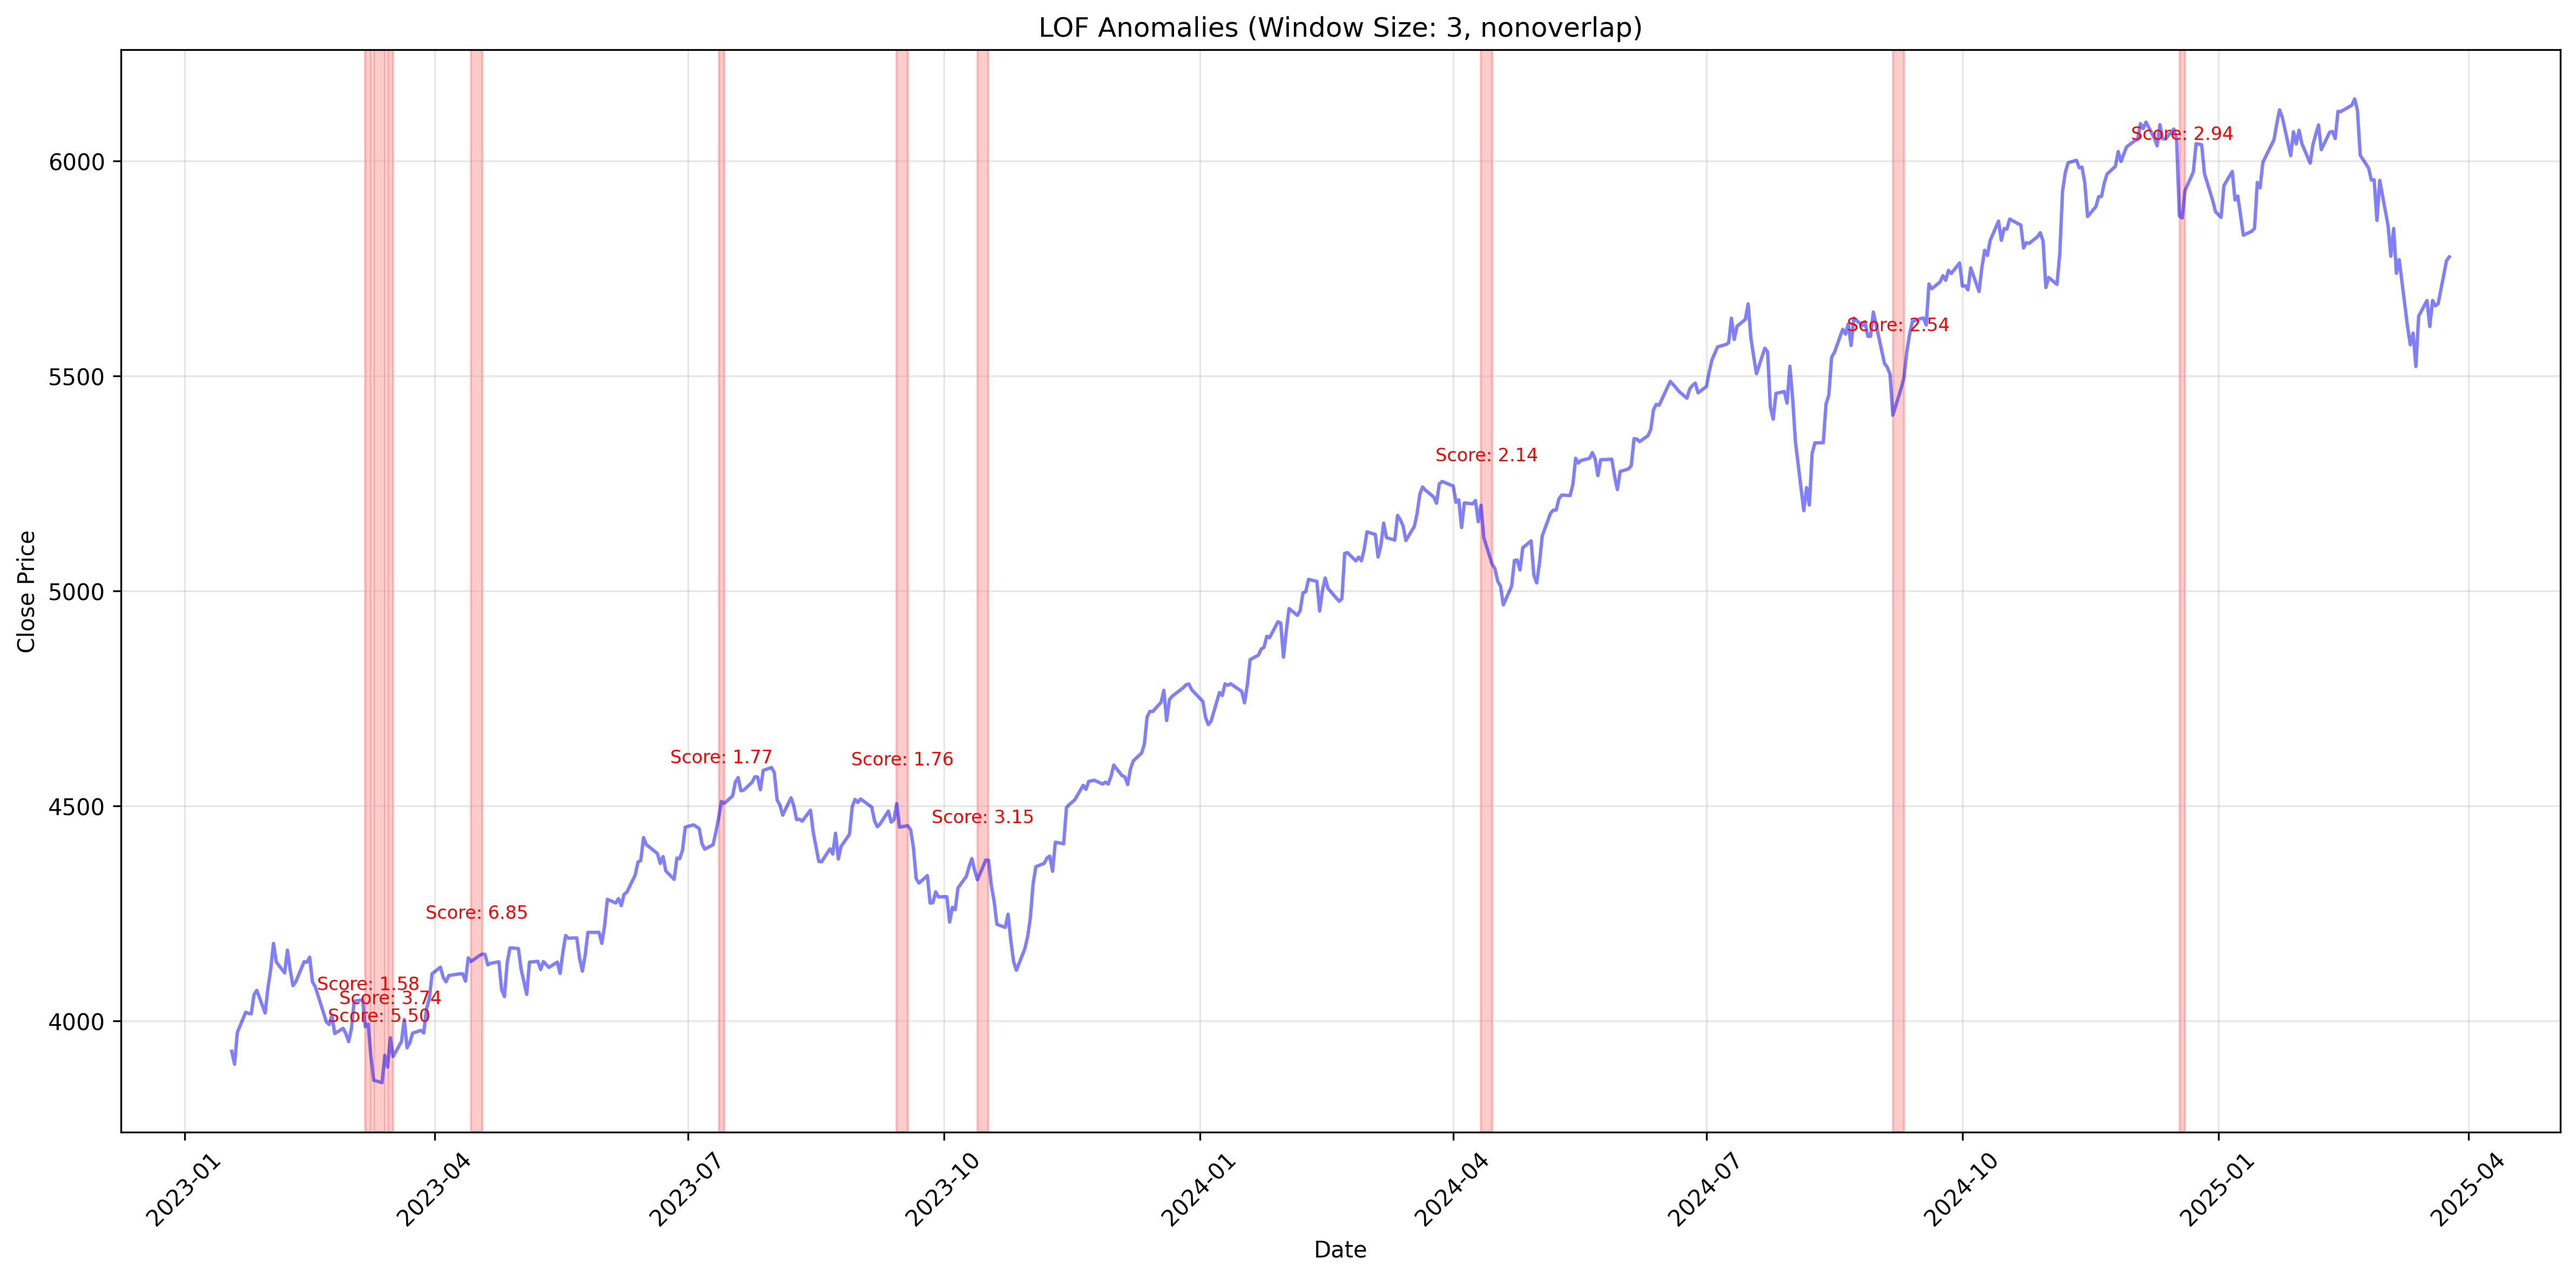 LOF Anomalies (Window Size: 3, nonoverlap)
Close Price
6000
5500
5000
4500
4000
Score: 2.94
Score: 2.54
Score: 2.14
Score: 1.77
Score: 1.76
Score: 3.15
Score: 6.85
Score: 1.58
Score: 3.74
Score: 5.50
2023-01
2023-04
2023-07
2023-10
2024-01
2024-04
2024-07
2024-10
2025-01
2025-04
Date